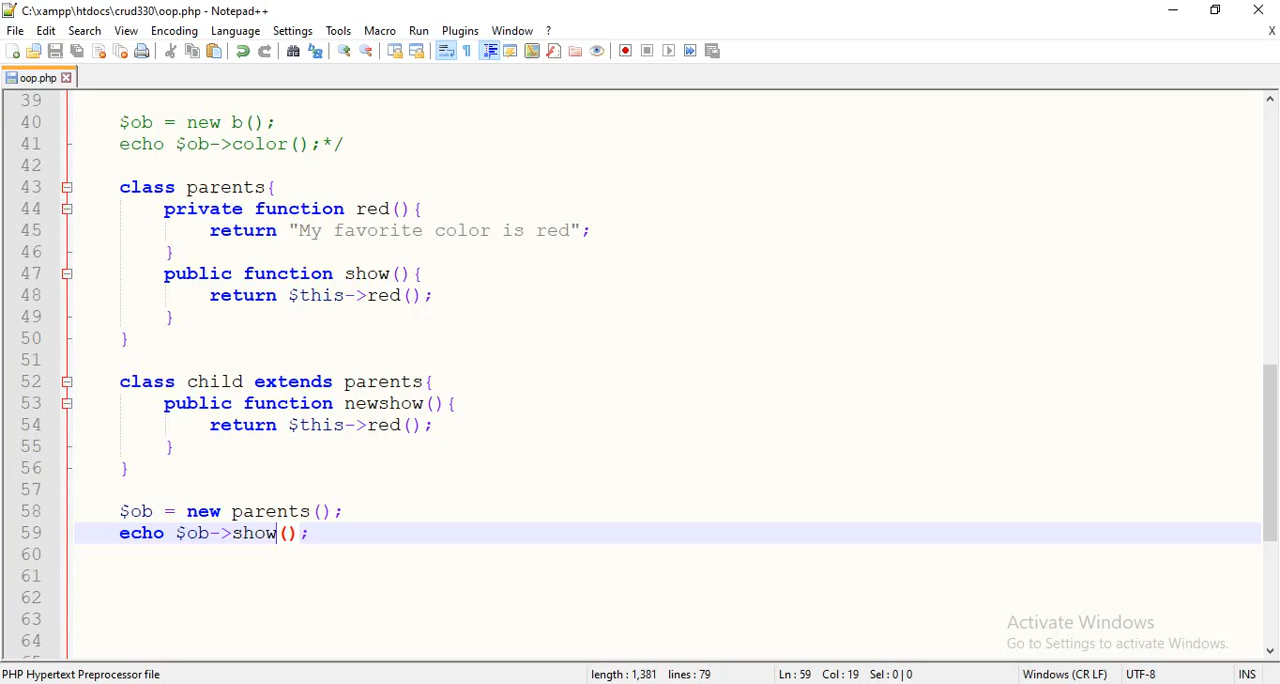 C:\xampp\htdocs\crud330\oop.php - Notepad++
File Edit Search View Encoding Language Settings Tools Macro Run Plugins Window ? X
oop.php
39
40 $ob = new b();
41 echo $ob->color();*/
42
43 class parents{
44 private function red(){
45 return "My favorite color is red";
46 }
47 public function show(){
48 return $this->red();
49 }
50 }
51
52 class child extends parents{
53 public function newshow(){
54 return $this->red();
55 }
56 }
57
58 $ob = new parents();
59 echo $ob->show();
60
61
62
63
64
Activate Windows
Go to Settings to activate Windows.
PHP Hypertext Preprocessor file length : 1,381 lines : 79 Ln : 59 Col : 19 Sel : 0 | 0 Windows (CR LF) UTF-8 INS